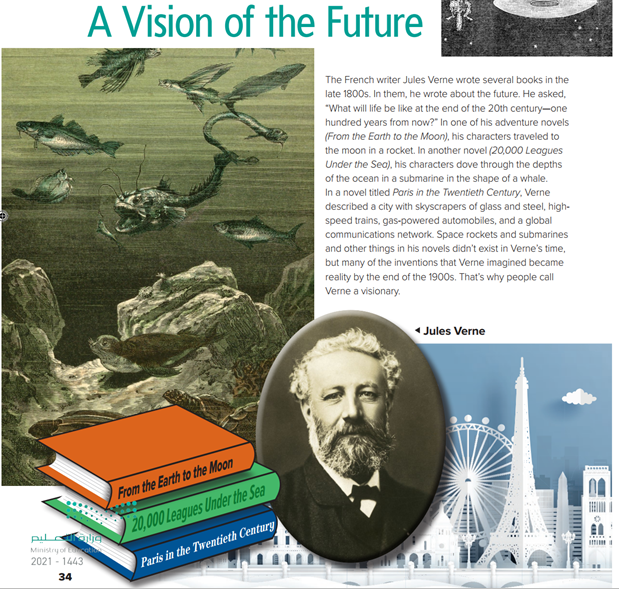 A Vision of the Future
The French writer Jules Verne wrote several books in the
late 1800s. In them, he wrote about the future. He asked,
"What will life be like at the end of the 20th century—one
hundred years from now?" In one of his adventure novels
(From the Earth to the Moon), his characters traveled to
the moon in a rocket. In another novel (20,000 Leagues
Under the Sea), his characters dove through the depths
of the ocean in a submarine in the shape of a whale.
In a novel titled Paris in the Twentieth Century, Verne
described a city with skyscrapers of glass and steel, high-
speed trains, gas-powered automobiles, and a global
communications network. Space rockets and submarines
and other things in his novels didn't exist in Verne's time,
but many of the inventions that Verne imagined became
reality by the end of the 1900s. That's why people call
Verne a visionary.
◄ Jules Verne
From the Earth to the Moon
20,000 Leagues Under the Sea
Paris in the Twentieth Century
وزارة التعليم
Ministry of Education
2021 - 1443
34